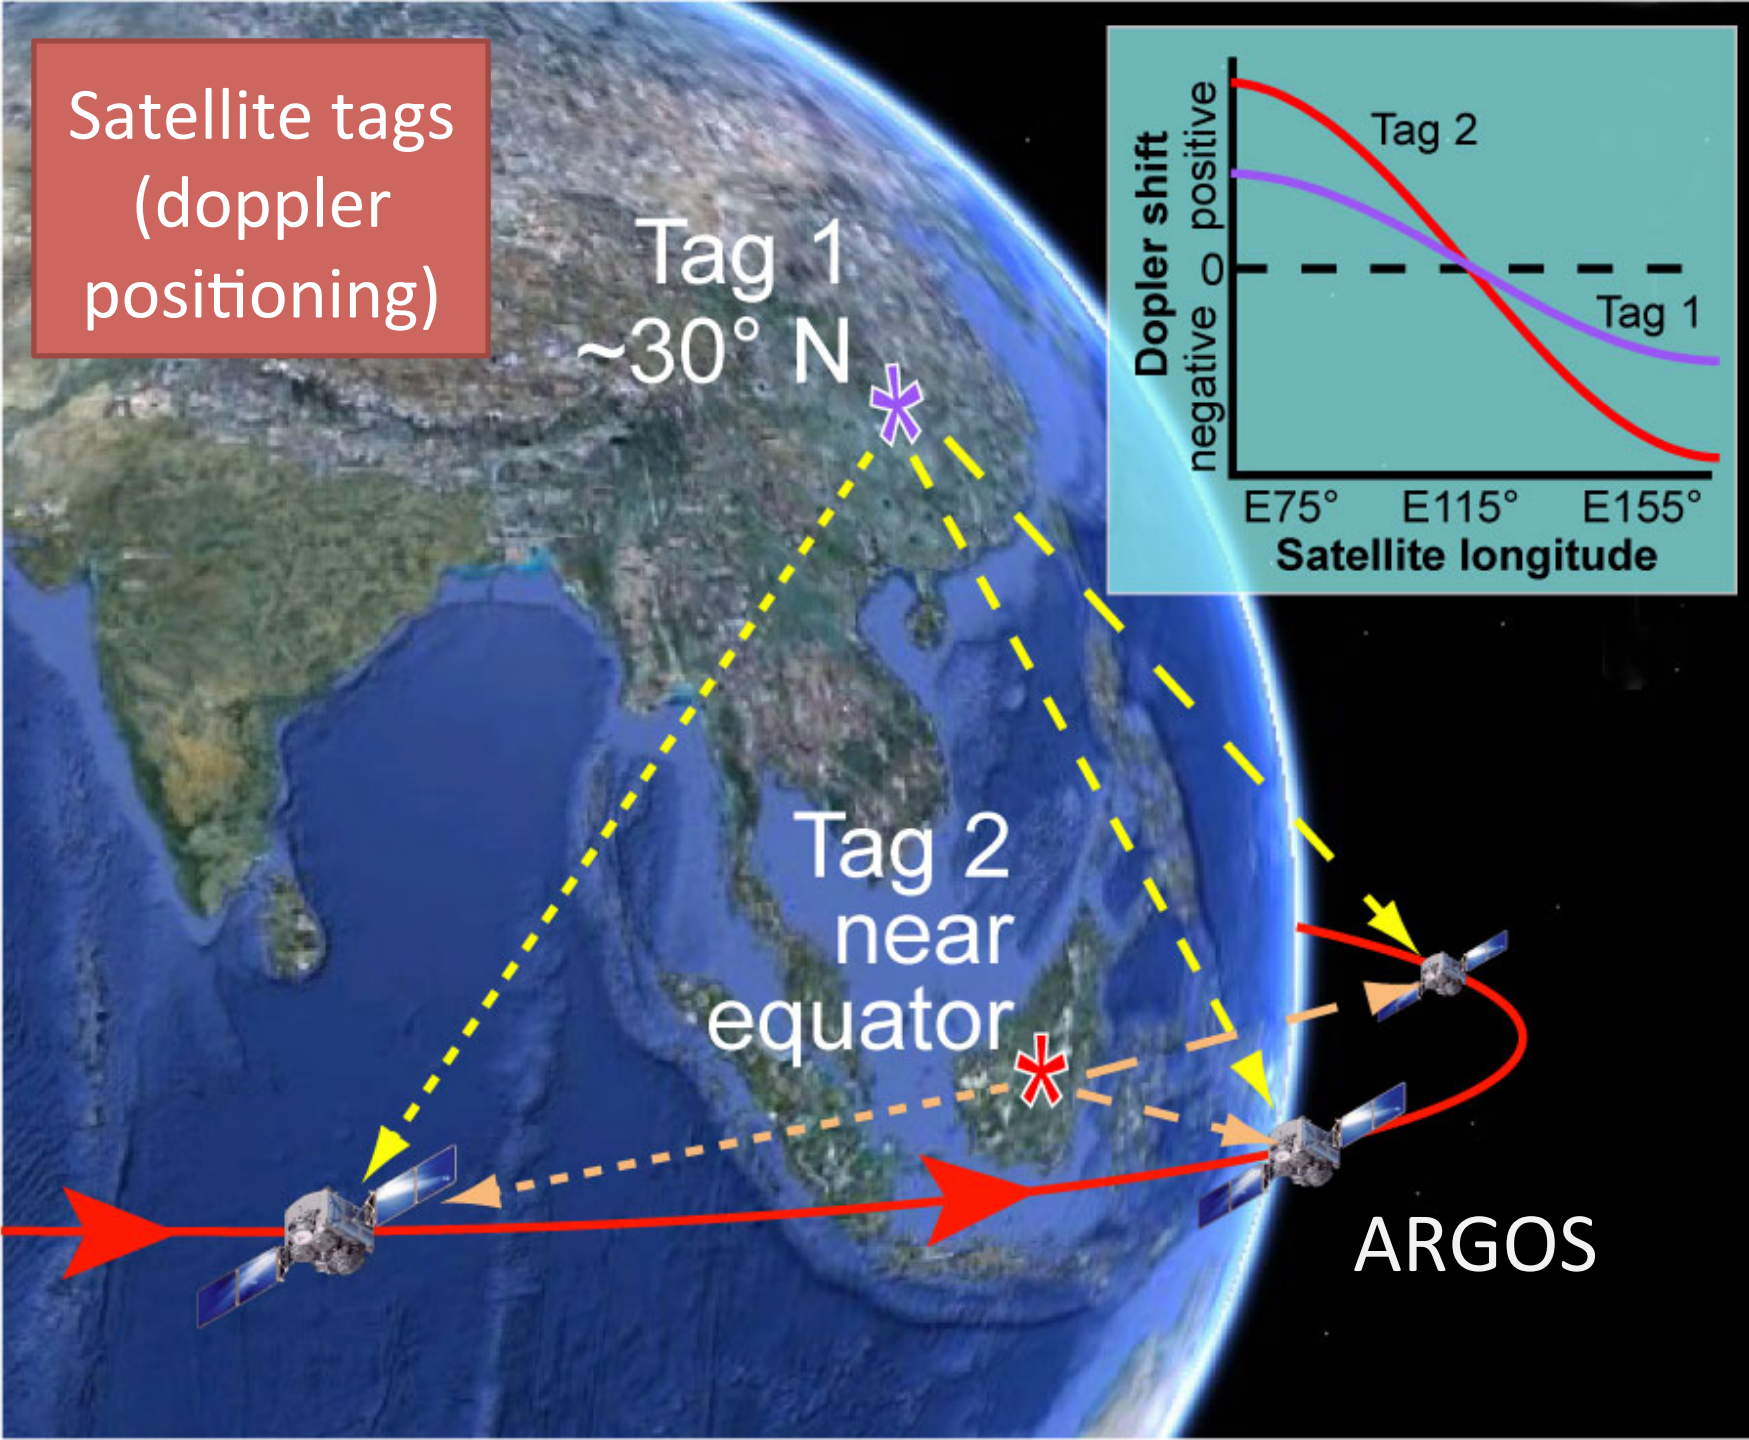 Satellite tags
(doppler
positioning)
Tag 1
~30° N
Tag 2
near
equator
ARGOS
Doppler shift
negative 0 positive
Tag 2
Tag 1
E75° E115° E155°
Satellite longitude